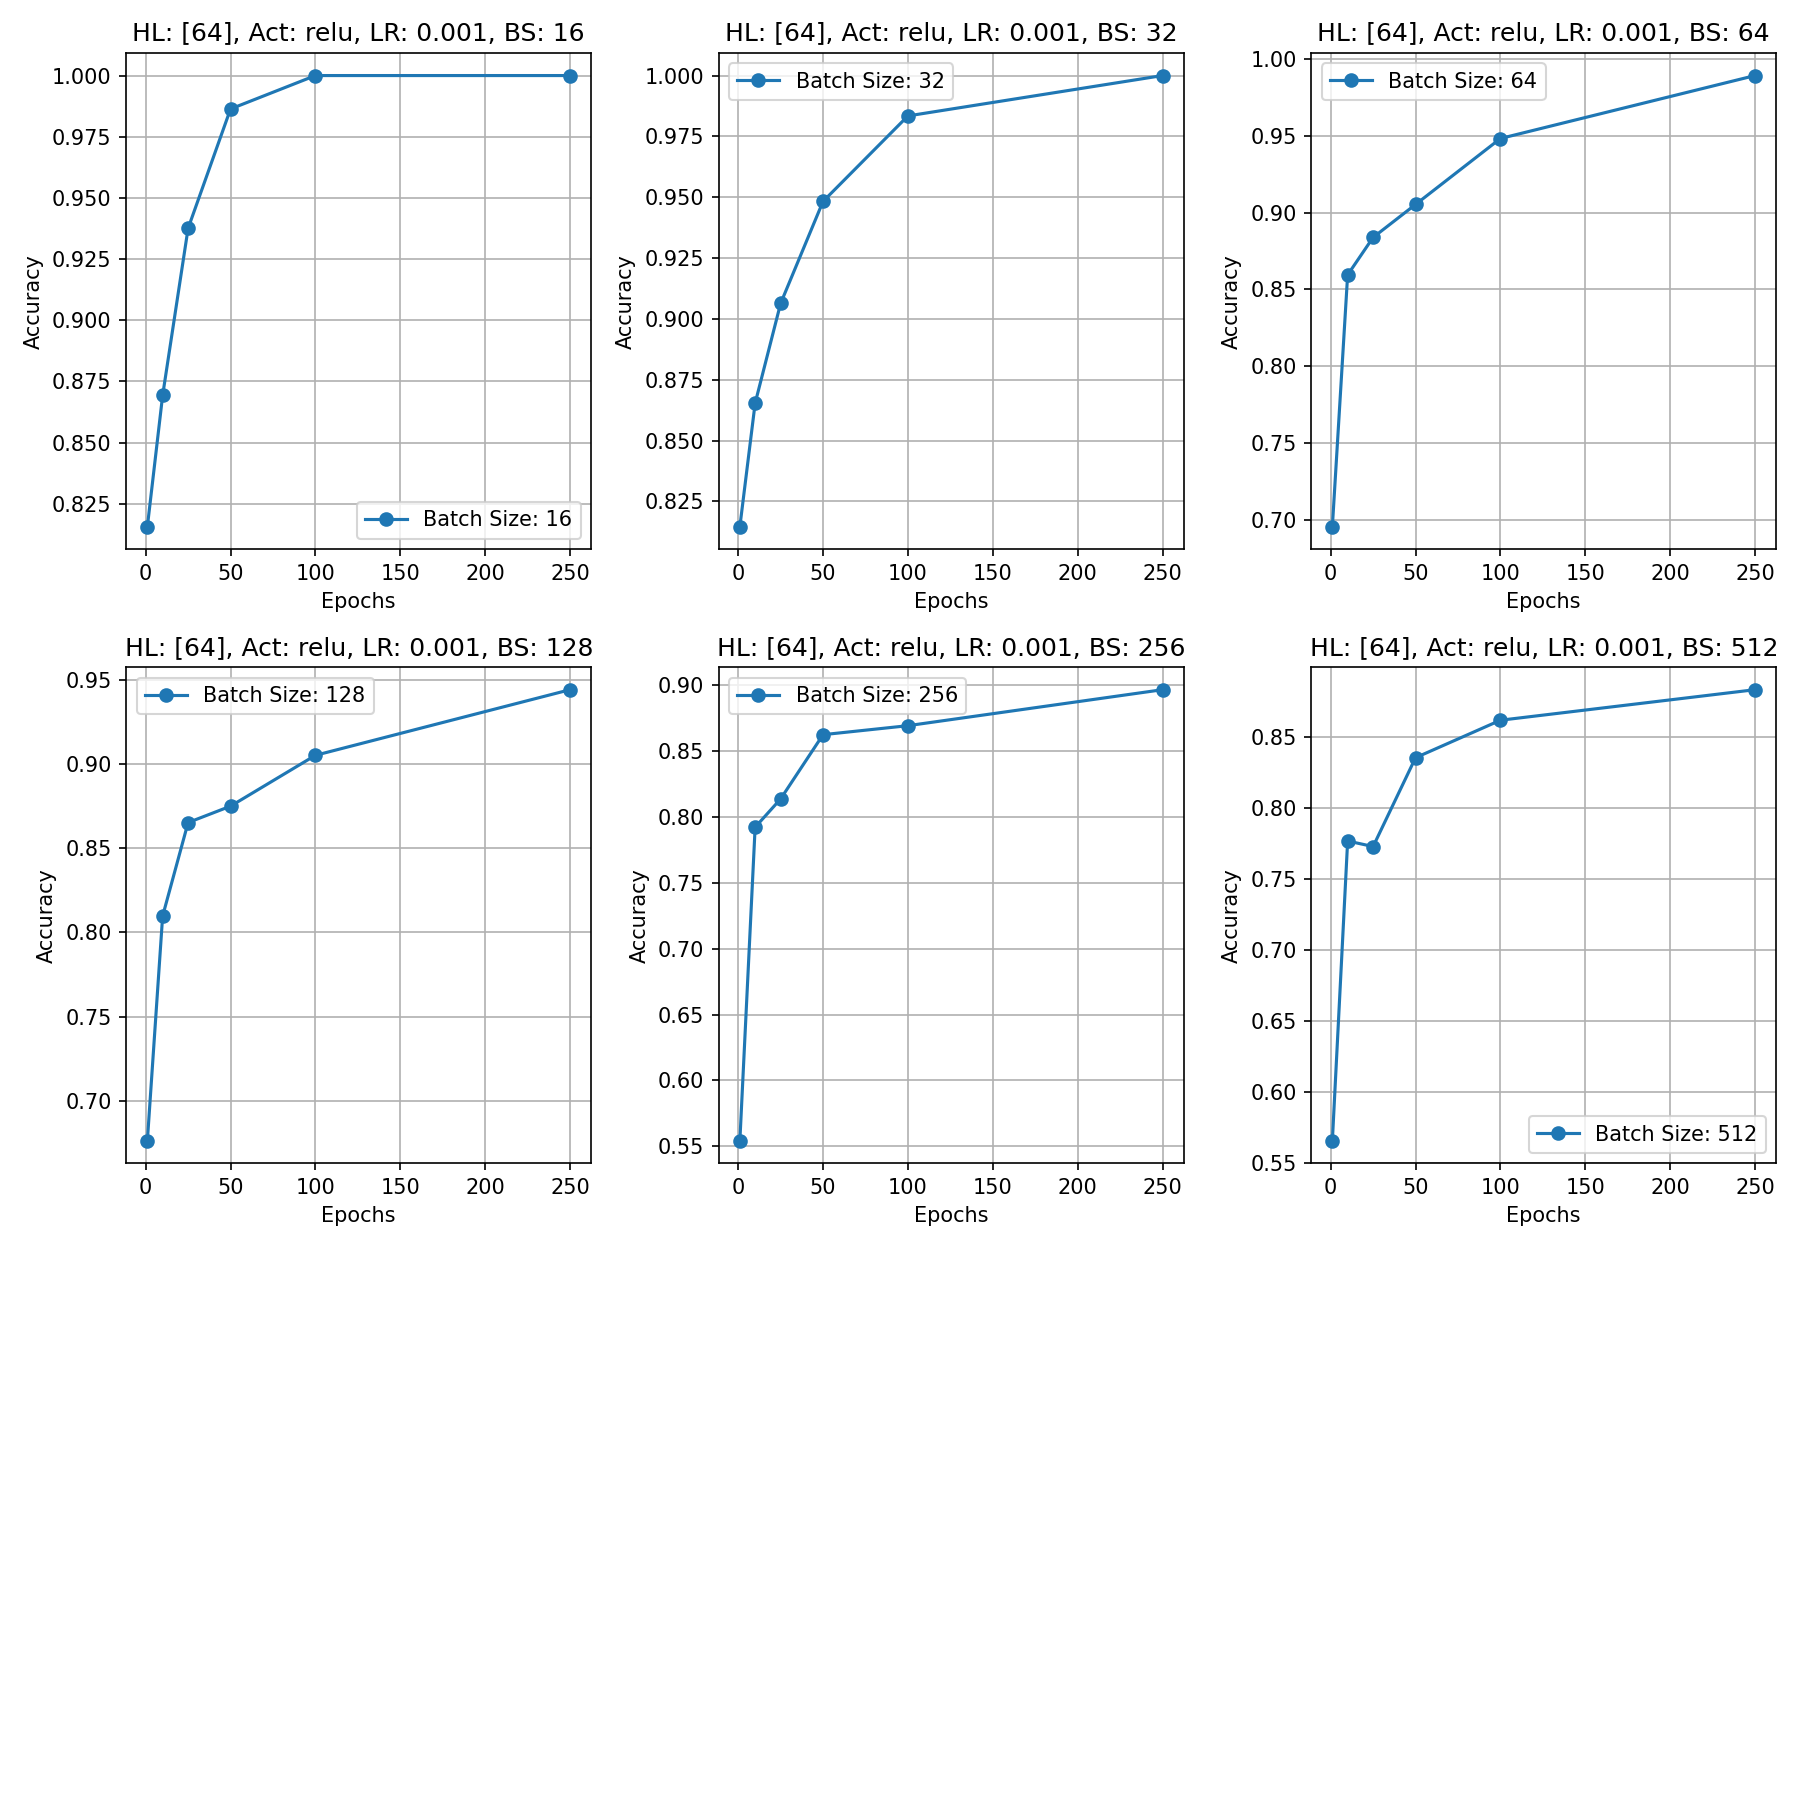 HL: [64], Act: relu, LR: 0.001, BS: 16
1.000
0.975
0.950
0.925
0.900
0.875
0.850
0.825
Accuracy
Batch Size: 16
0 50 100 150 200 250
Epochs
HL: [64], Act: relu, LR: 0.001, BS: 32
1.000
0.975
0.950
0.925
0.900
0.875
0.850
0.825
Accuracy
Batch Size: 32
0 50 100 150 200 250
Epochs
HL: [64], Act: relu, LR: 0.001, BS: 64
1.00
0.95
0.90
0.85
0.80
0.75
0.70
Accuracy
Batch Size: 64
0 50 100 150 200 250
Epochs
HL: [64], Act: relu, LR: 0.001, BS: 128
0.95
0.90
0.85
0.80
0.75
0.70
Accuracy
Batch Size: 128
0 50 100 150 200 250
Epochs
HL: [64], Act: relu, LR: 0.001, BS: 256
0.90
0.85
0.80
0.75
0.70
0.65
0.60
0.55
Accuracy
Batch Size: 256
0 50 100 150 200 250
Epochs
HL: [64], Act: relu, LR: 0.001, BS: 512
0.85
0.80
0.75
0.70
0.65
0.60
0.55
Accuracy
Batch Size: 512
0 50 100 150 200 250
Epochs